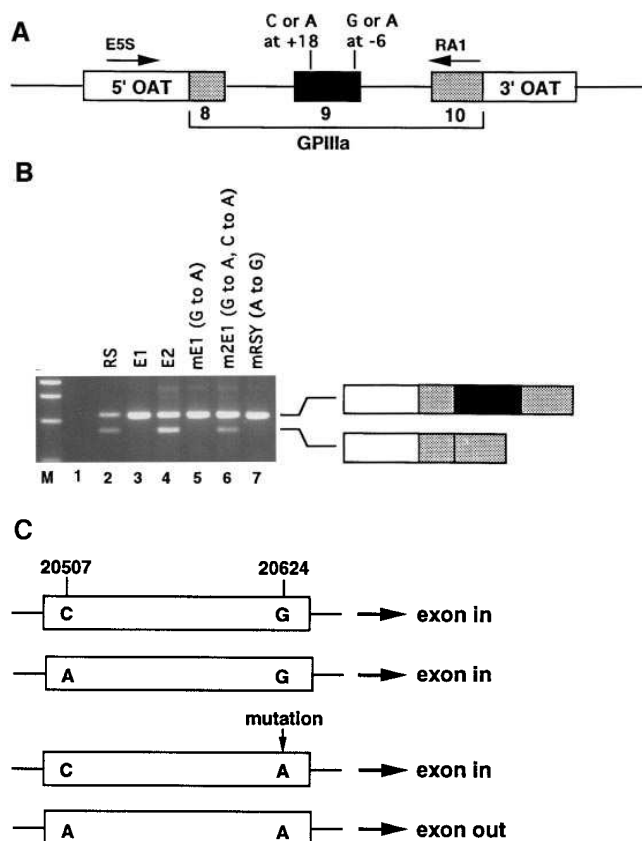 A
C or A
at +18
G or A
at -6
E5S
RA1
5' OAT
3' OAT
8
9
10
GPIIIa
B
RS
E1
E2
mE1 (G to A)
m2E1 (G to A, C to A)
mRSY (A to G)
M 1 2 3 4 5 6 7
C
20507 20624
C G exon in
A G exon in
mutation
C A exon in
A A exon out